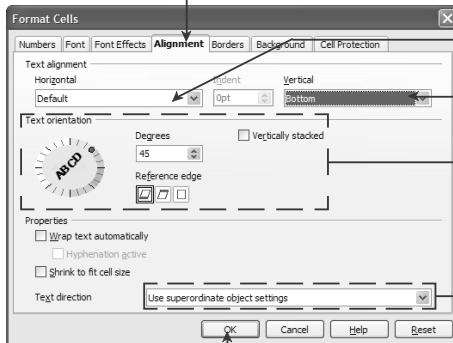 Format Cells
Numbers Font Font Effects Alignment Borders Background Cell Protection
Text alignment
Horizontal Indent Vertical
Default 0pt Bottom
Text orientation
Degrees Vertically stacked
45
ABCD
Reference edge
Properties
Wrap text automatically
Hyphenation active
Shrink to fit cell size
Text direction Use superordinate object settings
OK Cancel Help Reset